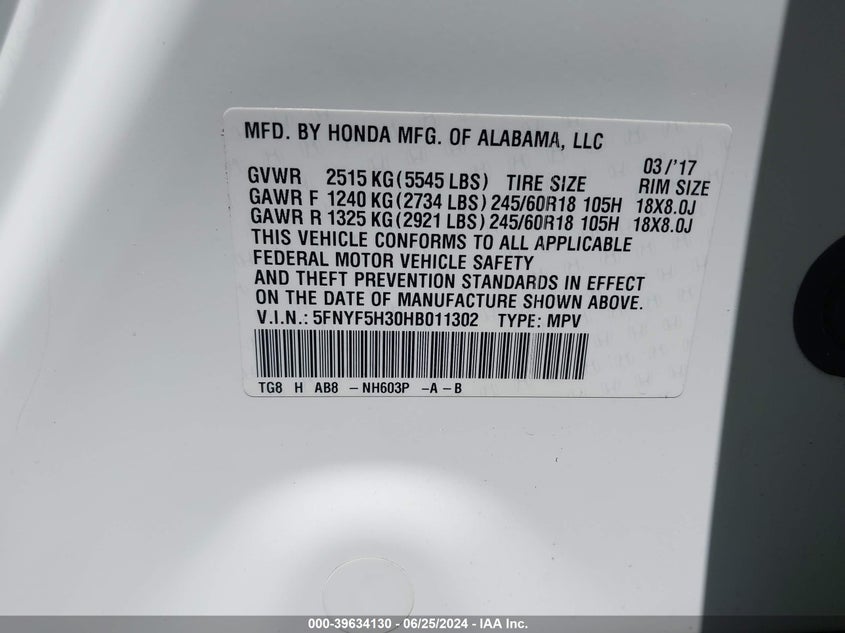 MFD. BY HONDA MFG. OF ALABAMA, LLC
03/'17
GVWR 2515 KG (5545 LBS) TIRE SIZE RIM SIZE
GAWR F 1240 KG (2734 LBS) 245/60R18 105H 18X8.0J
GAWR R 1325 KG (2921 LBS) 245/60R18 105H 18X8.0J
THIS VEHICLE CONFORMS TO ALL APPLICABLE
FEDERAL MOTOR VEHICLE SAFETY
AND THEFT PREVENTION STANDARDS IN EFFECT
ON THE DATE OF MANUFACTURE SHOWN ABOVE.
V.I.N.: 5FNYF5H30HB011302 TYPE: MPV
TG8 H AB8 – NH603P – A – B
000-39634130 - 06/25/2024 - IAA Inc.